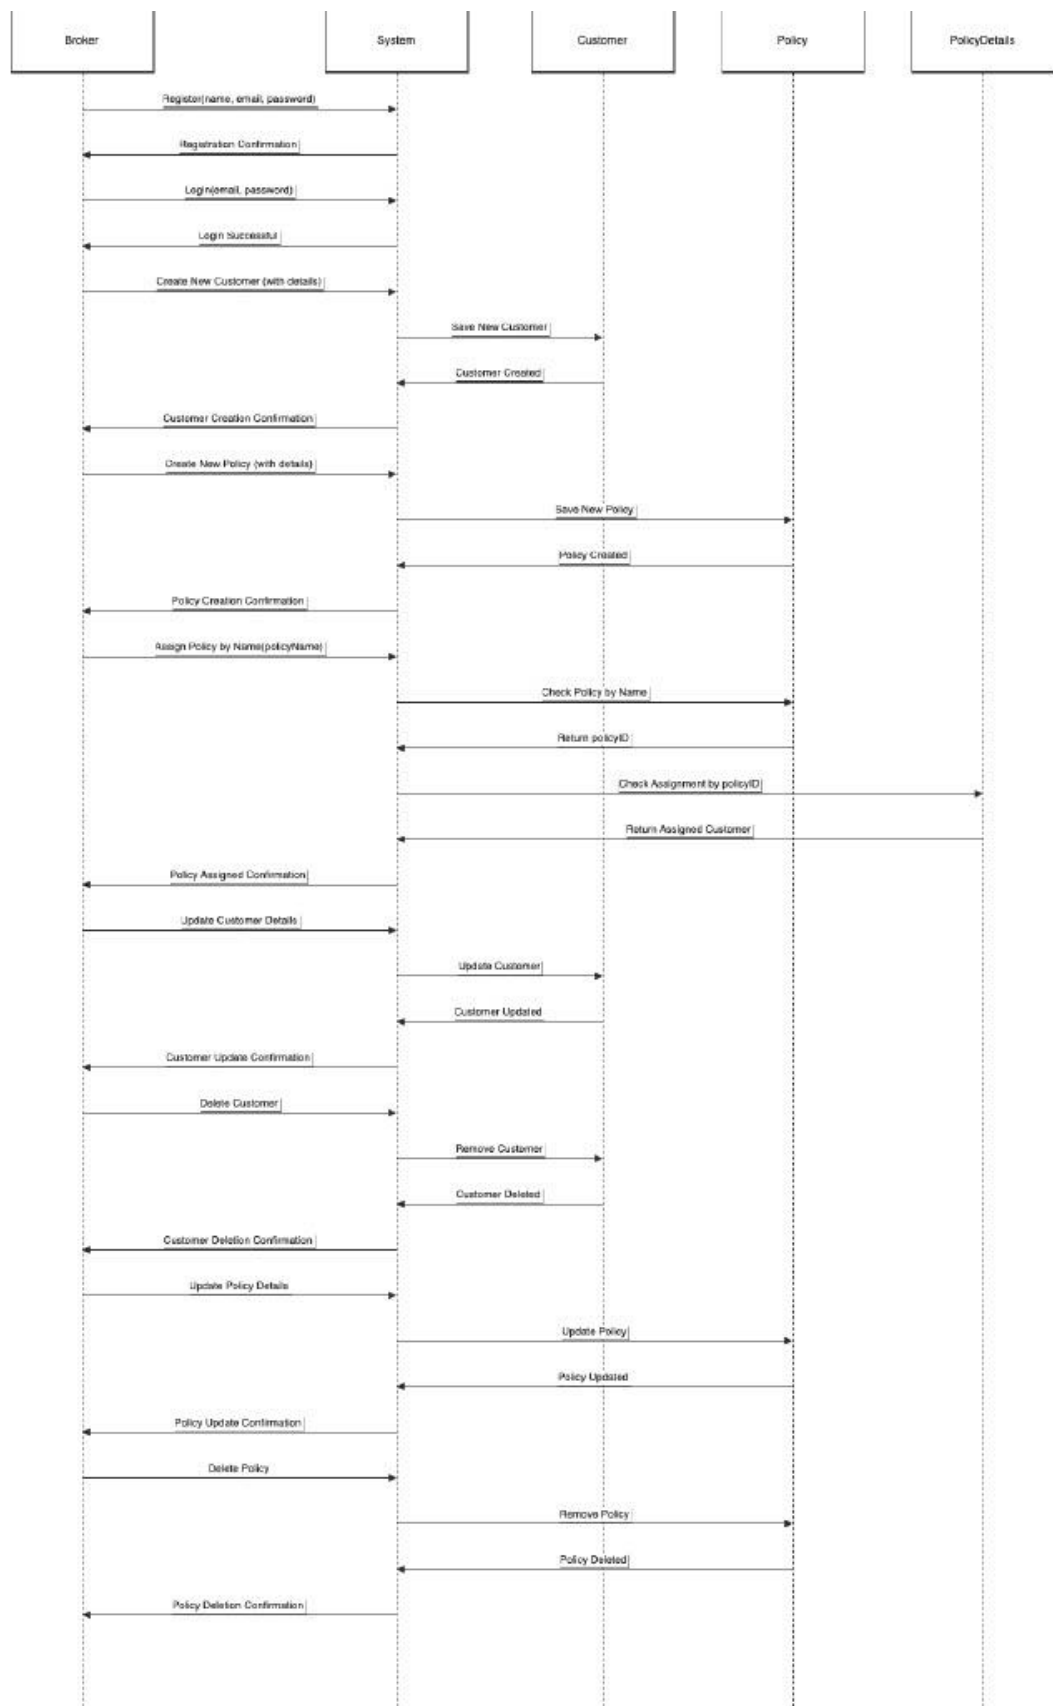 Broker
System
Customer
Policy
PolicyDetails
Register(name, email, password)
Registration Confirmation
Login(email, password)
Login Successful
Create New Customer (with details)
Save New Customer
Customer Created
Customer Creation Confirmation
Create New Policy (with details)
Save New Policy
Policy Created
Policy Creation Confirmation
Assign Policy by Name(policyName)
Check Policy by Name
Return policyID
Check Assignment by policyID
Return Assigned Customer
Policy Assigned Confirmation
Update Customer Details
Update Customer
Customer Updated
Customer Update Confirmation
Delete Customer
Remove Customer
Customer Deleted
Customer Deletion Confirmation
Update Policy Details
Update Policy
Policy Updated
Policy Update Confirmation
Delete Policy
Remove Policy
Policy Deleted
Policy Deletion Confirmation